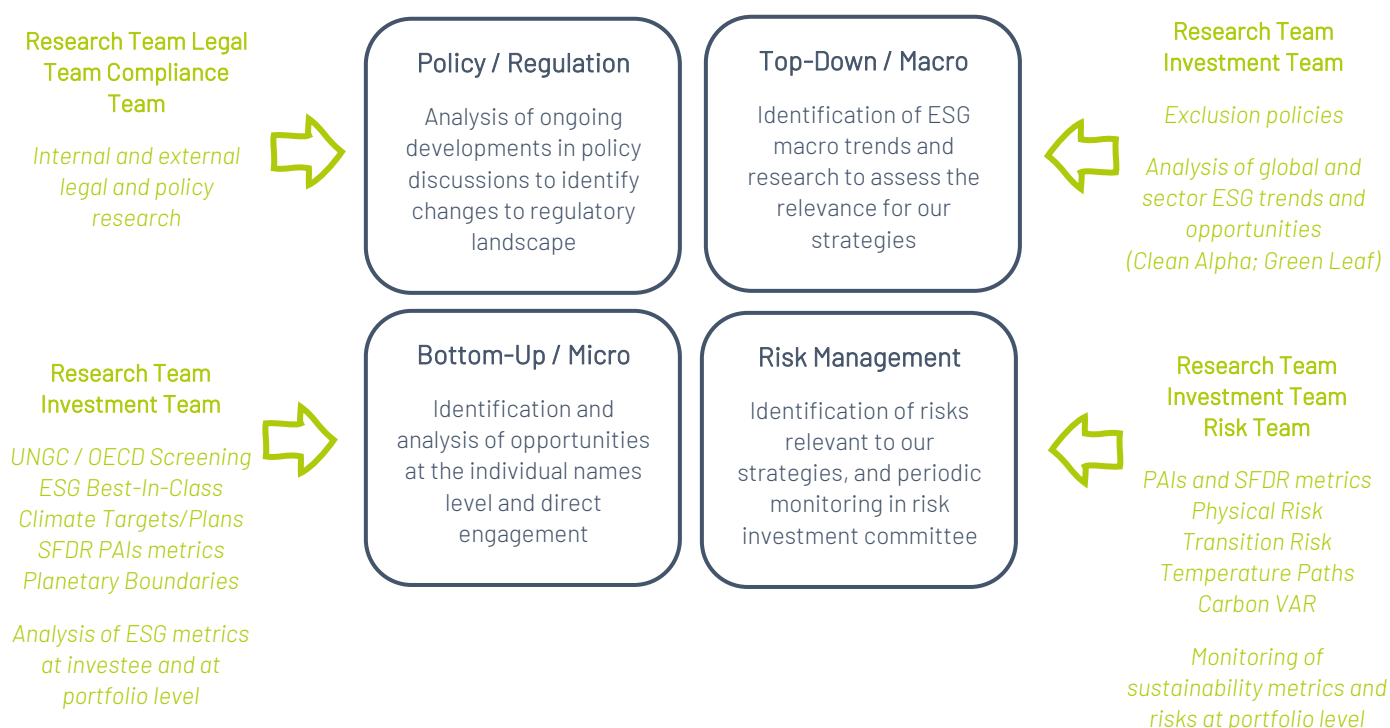 Research Team Legal
Team Compliance
Team
Internal and external
legal and policy
research
Policy / Regulation
Analysis of ongoing
developments in policy
discussions to identify
changes to regulatory
landscape
Top-Down / Macro
Identification of ESG
macro trends and
research to assess the
relevance for our
strategies
Research Team
Investment Team
Exclusion policies
Analysis of global and
sector ESG trends and
opportunities
(Clean Alpha; Green Leaf)
Research Team
Investment Team
UNGC / OECD Screening
ESG Best-In-Class
Climate Targets/Plans
SFDR PAIs metrics
Planetary Boundaries
Analysis of ESG metrics
at investee and at
portfolio level
Bottom-Up / Micro
Identification and
analysis of opportunities
at the individual names
level and direct
engagement
Risk Management
Identification of risks
relevant to our
strategies, and periodic
monitoring in risk
investment committee
Research Team
Investment Team
Risk Team
PAIs and SFDR metrics
Physical Risk
Transition Risk
Temperature Paths
Carbon VAR
Monitoring of
sustainability metrics and
risks at portfolio level